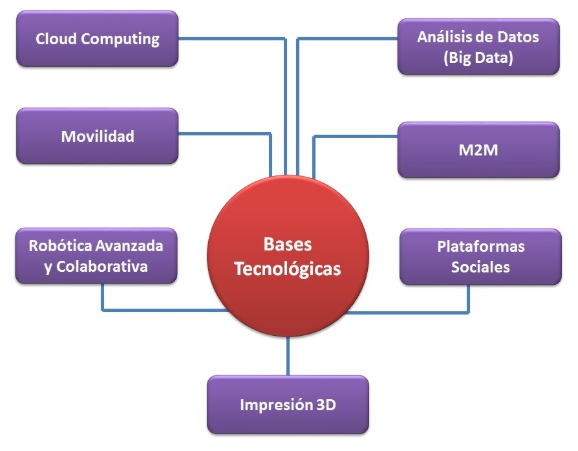 Cloud Computing
Análisis de Datos
(Big Data)
Movilidad
M2M
Robótica Avanzada
y Colaborativa
Bases
Tecnológicas
Plataformas
Sociales
Impresión 3D